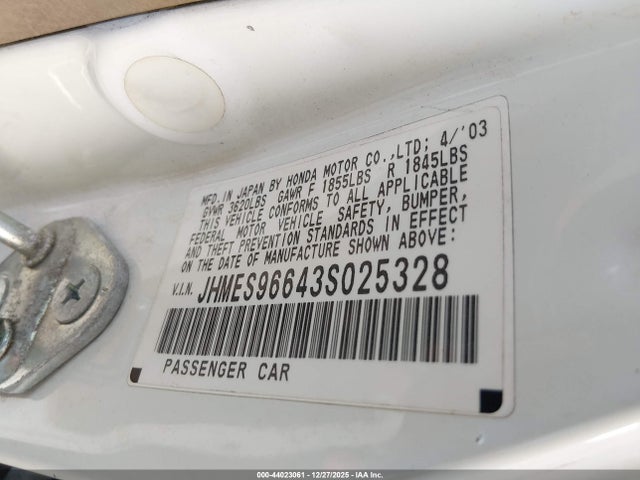 MFD. IN JAPAN BY HONDA MOTOR CO.,LTD; 4/'03
GVWR 3620LBS GAWR F 1855LBS R 1845LBS
THIS VEHICLE CONFORMS TO ALL APPLICABLE
FEDERAL MOTOR VEHICLE SAFETY, BUMPER,
AND THEFT PREVENTION STANDARDS IN EFFECT
ON THE DATE OF MANUFACTURE SHOWN ABOVE:
V.I.N. JHMES96643S025328
PASSENGER CAR
000-44023061 - 12/27/2025 - IAA Inc.